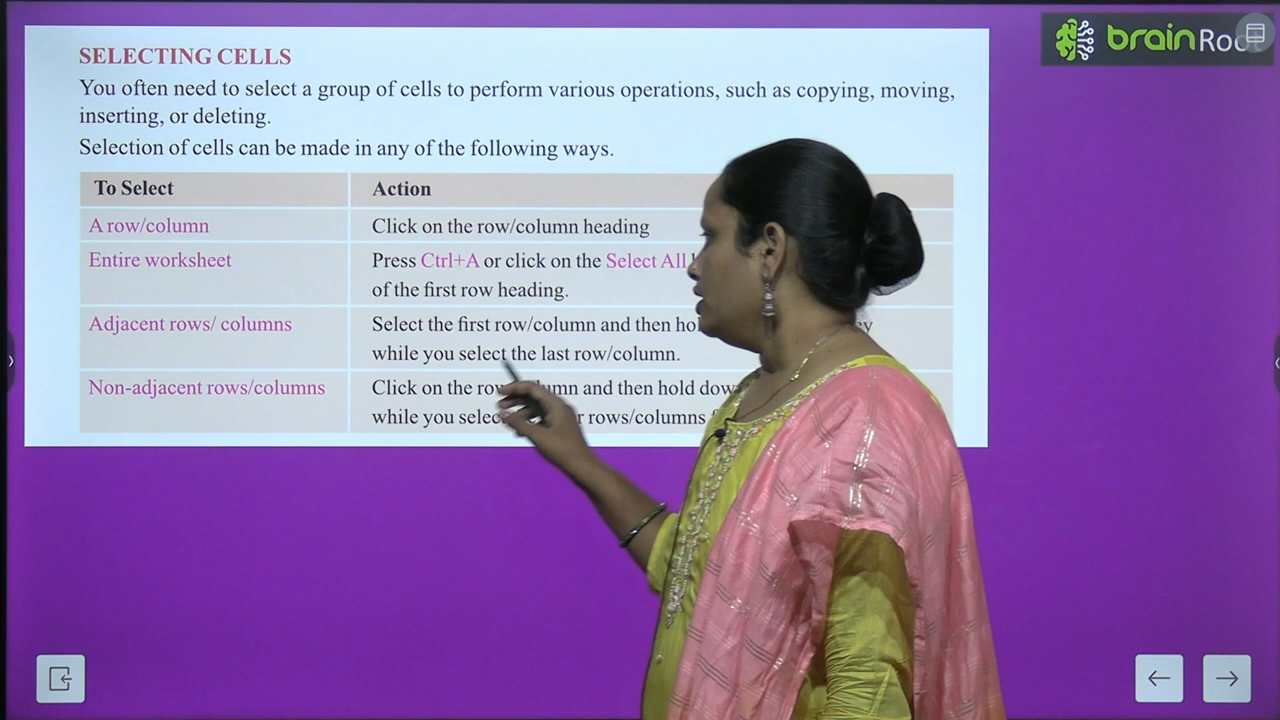 brainRoo
SELECTING CELLS
You often need to select a group of cells to perform various operations, such as copying, moving,
inserting, or deleting.
Selection of cells can be made in any of the following ways.
To Select Action
A row/column Click on the row/column heading
Entire worksheet Press Ctrl+A or click on the Select All
of the first row heading.
Adjacent rows/ columns Select the first row/column and then
while you select the last row/column.
Non-adjacent rows/columns Click on the and then hold
while you rows/columns